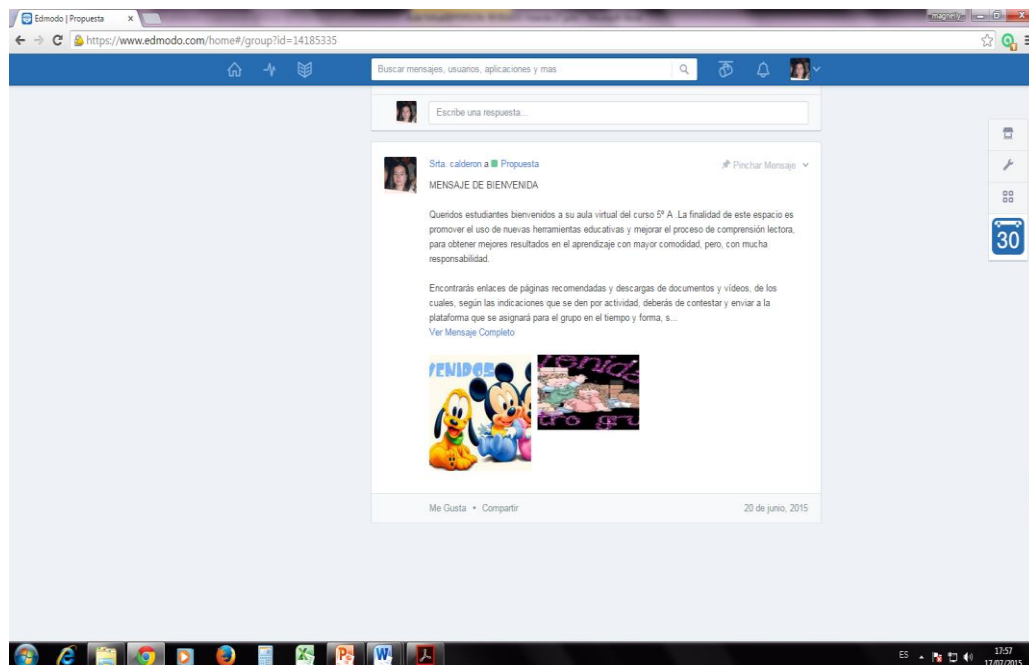 Edmodo | Propuesta
magnelly
https://www.edmodo.com/home#/group?id=14185335
Buscar mensajes, usuarios, aplicaciones y mas
Escribe una respuesta...
Srta. calderon a Propuesta
Pinchar Mensaje
MENSAJE DE BIENVENIDA
Queridos estudiantes bienvenidos a su aula virtual del curso 5º A .La finalidad de este espacio es
promover el uso de nuevas herramientas educativas y mejorar el proceso de comprensión lectora,
para obtener mejores resultados en el aprendizaje con mayor comodidad, pero, con mucha
responsabilidad.
Encontrarás enlaces de páginas recomendadas y descargas de documentos y vídeos, de los
cuales, según las indicaciones que se den por actividad, deberás de contestar y enviar a la
plataforma que se asignará para el grupo en el tiempo y forma, s...
Ver Mensaje Completo
VENIDOS
enida
tro gru
Me Gusta • Compartir
20 de junio, 2015
30
ES
17:57
17/07/2015